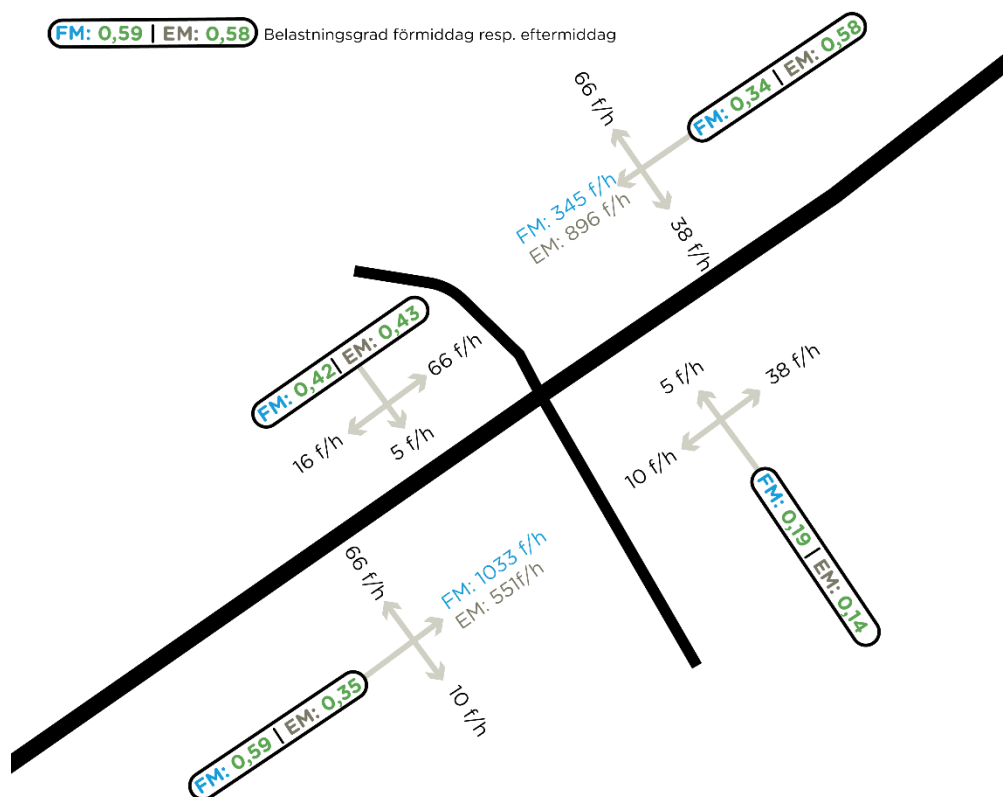 FM: 0,59 | EM: 0,58 Belastningsgrad förmiddag resp. eftermiddag
FM: 0,34 | EM: 0,58
66 f/h
FM: 345 f/h
EM: 896 f/h
38 f/h
FM: 0,42| EM: 0,43
66 f/h
16 f/h
5 f/h
5 f/h
38 f/h
10 f/h
FM: 0,19 | EM: 0,14
66 f/h
FM: 1033 f/h
EM: 551f/h
10 f/h
FM: 0,59 | EM: 0,35